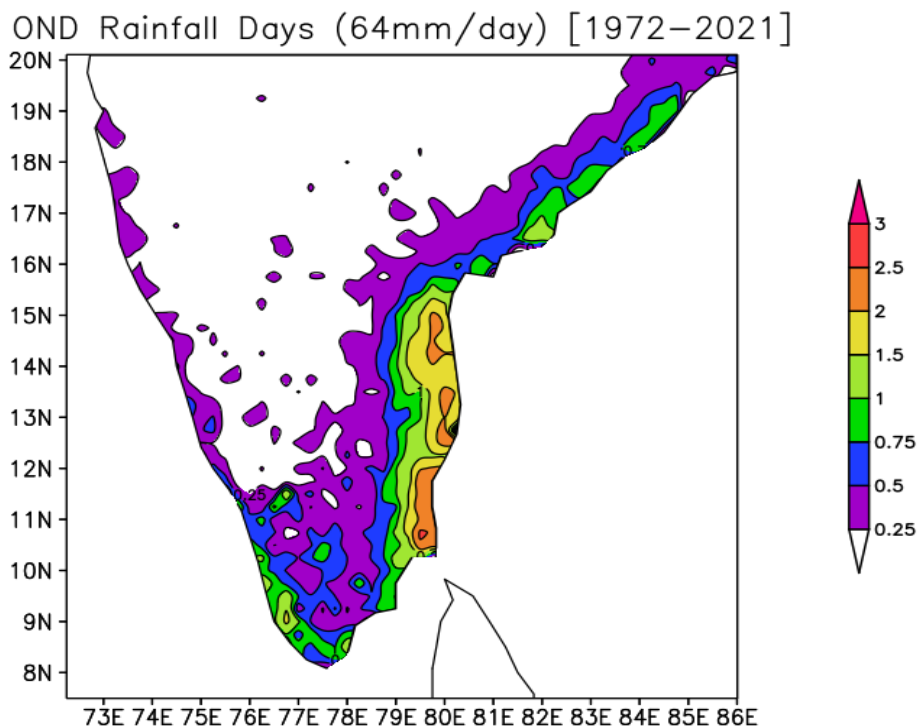 OND Rainfall Days (64mm/day) [1972−2021]
20N
19N
18N
17N
16N
15N
14N
13N
12N
11N
10N
9N
8N
73E 74E 75E 76E 77E 78E 79E 80E 81E 82E 83E 84E 85E 86E
0.25
3
2.5
2
1.5
1
0.75
0.5
0.25